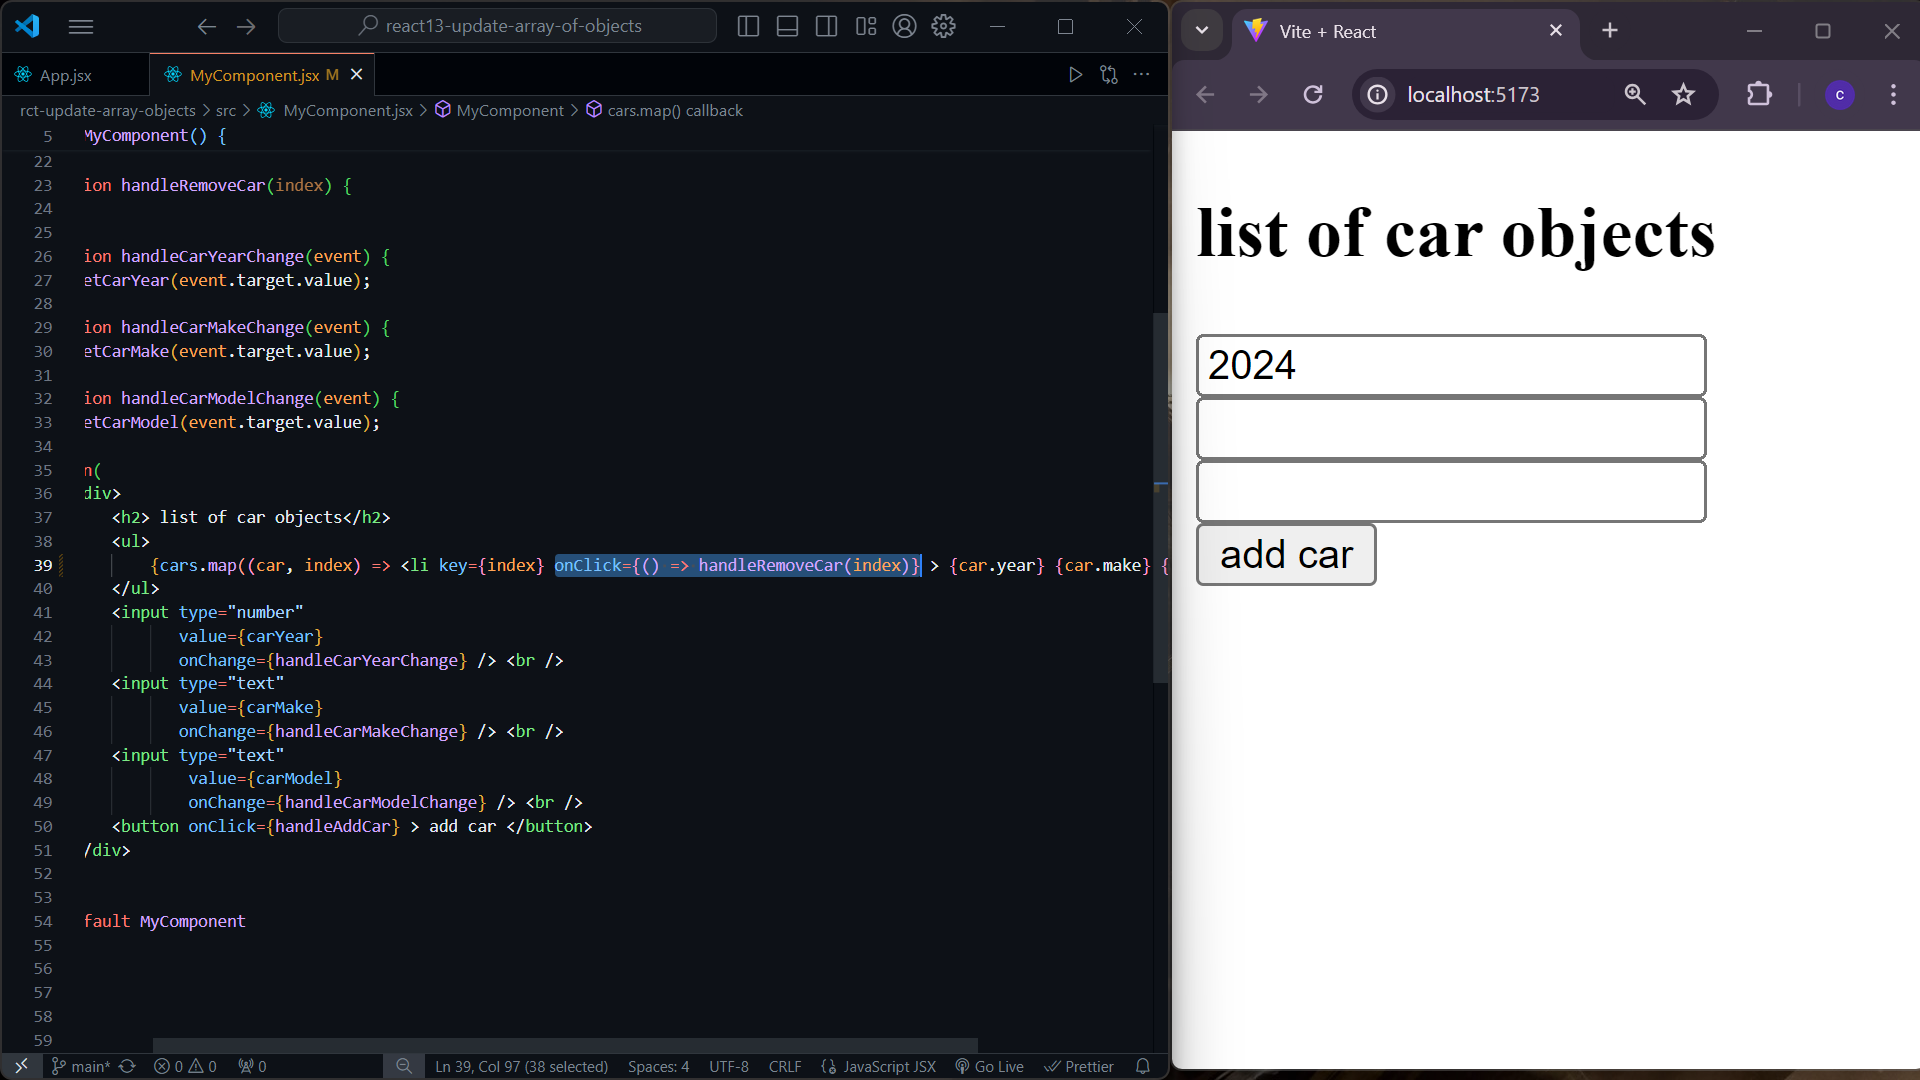 react13-update-array-of-objects
App.jsx
MyComponent.jsx M
rct-update-array-objects > src > MyComponent.jsx > MyComponent > cars.map() callback
5 MyComponent() {
22
23 ion handleRemoveCar(index) {
24
25
26 ion handleCarYearChange(event) {
27 etCarYear(event.target.value);
28
29 ion handleCarMakeChange(event) {
30 etCarMake(event.target.value);
31
32 ion handleCarModelChange(event) {
33 etCarModel(event.target.value);
34
35 n(
36 div>
37 <h2> list of car objects</h2>
38 <ul>
39 {cars.map((car, index) => <li key={index} onClick={() => handleRemoveCar(index)} > {car.year} {car.make} {
40 </ul>
41 <input type="number"
42 value={carYear}
43 onChange={handleCarYearChange} /> <br />
44 <input type="text"
45 value={carMake}
46 onChange={handleCarMakeChange} /> <br />
47 <input type="text"
48 value={carModel}
49 onChange={handleCarModelChange} /> <br />
50 <button onClick={handleAddCar} > add car </button>
51 /div>
52
53
54 fault MyComponent
55
56
57
58
59
main* 0 0 0 Ln 39, Col 97 (38 selected) Spaces: 4 UTF-8 CRLF {} JavaScript JSX Go Live Prettier
Vite + React
localhost:5173
c
list of car objects
2024
add car